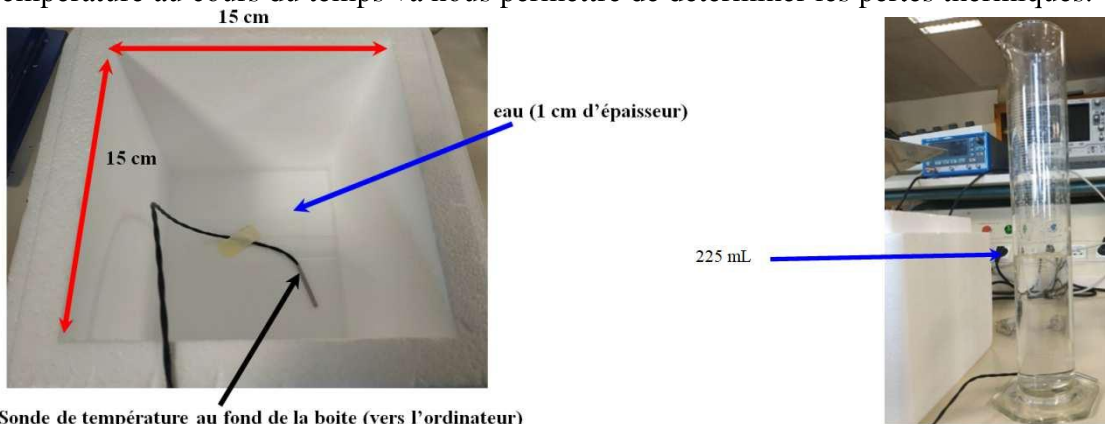 température au cours du temps va nous permettre de déterminer les pertes thermiques.
15 cm
eau (1 cm d’épaisseur)
15 cm
225 mL
Sonde de température au fond de la boite (vers l’ordinateur)